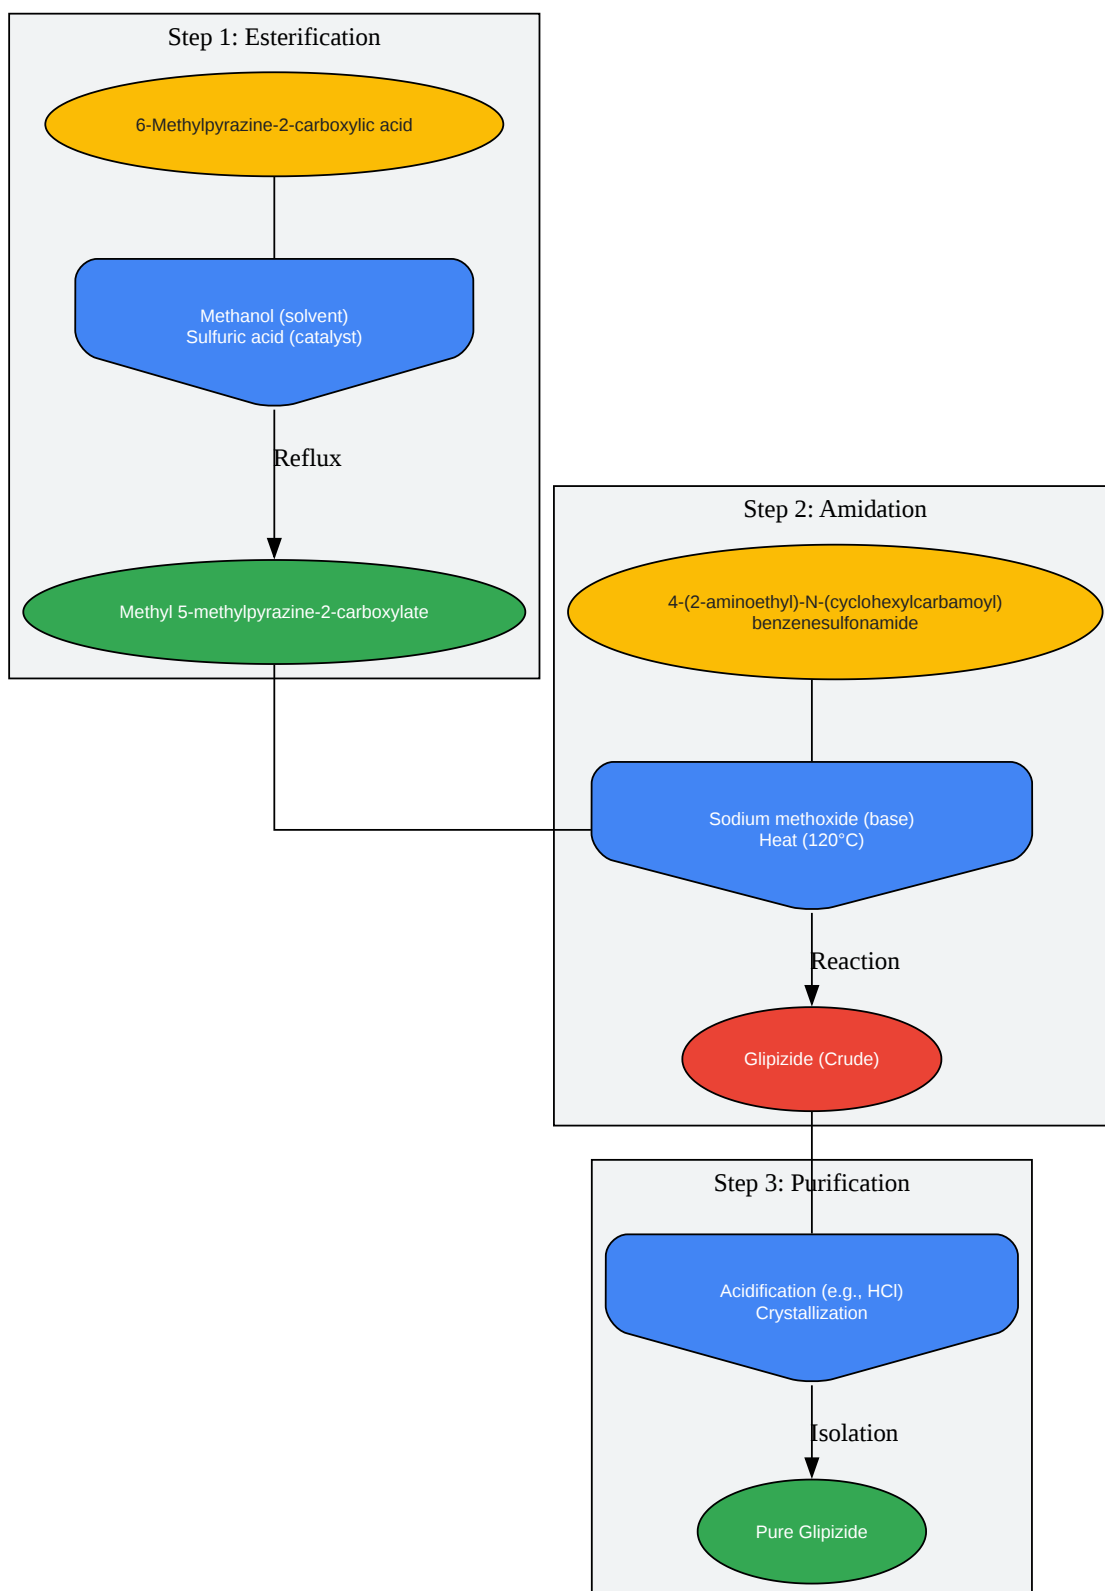 Step 1: Esterification
6-Methylpyrazine-2-carboxylic acid
Methanol (solvent)
Sulfuric acid (catalyst)
Reflux
Methyl 5-methylpyrazine-2-carboxylate
Step 2: Amidation
4-(2-aminoethyl)-N-(cyclohexylcarbamoyl)
benzenesulfonamide
Sodium methoxide (base)
Heat (120°C)
Reaction
Glipizide (Crude)
Step 3: Purification
Acidification (e.g., HCl)
Crystallization
Isolation
Pure Glipizide